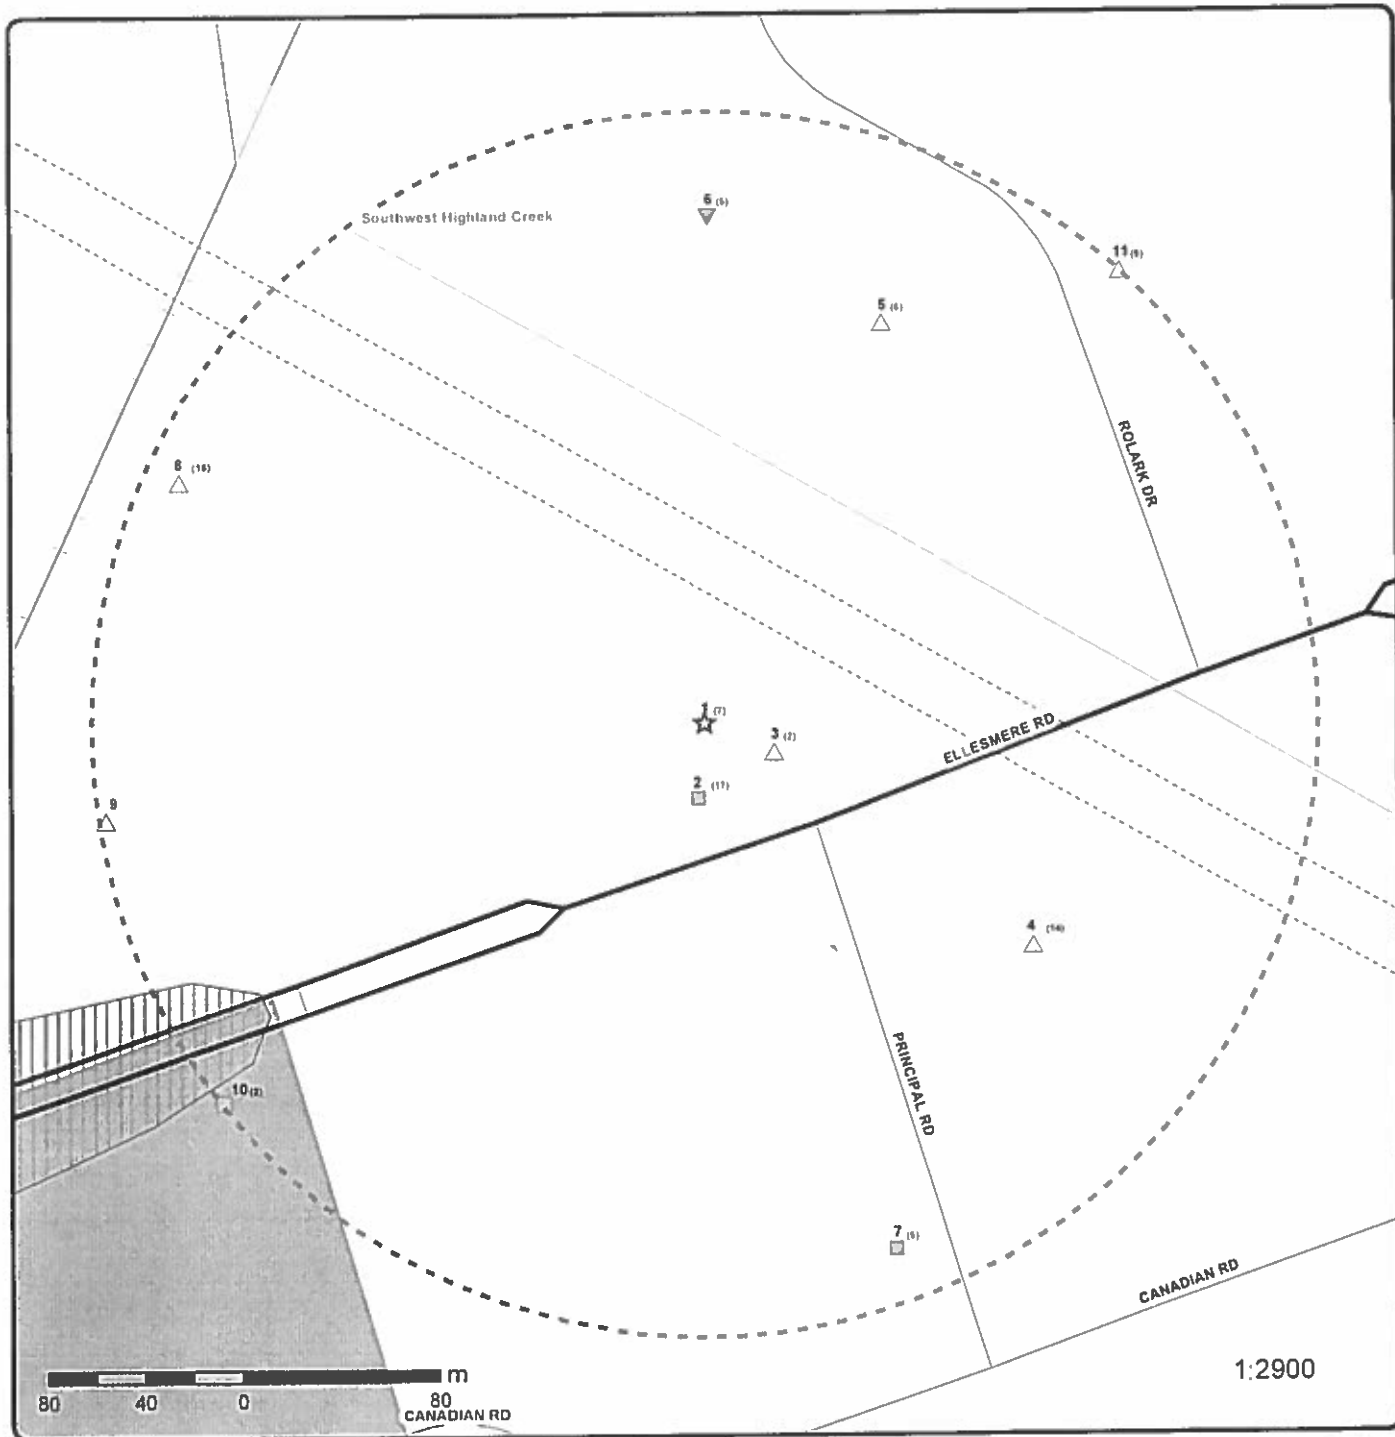 6 (5)
Southwest Highland Creek
11 (9)
5 (6)
ROLARK DR
8 (16)
1 (7)
3 (2)
ELLESMERE RD
2 (17)
9
4 (14)
PRINCIPAL RD
10 (2)
7 (5)
CANADIAN RD
1:2900
m
80 40 0 80
CANADIAN RD